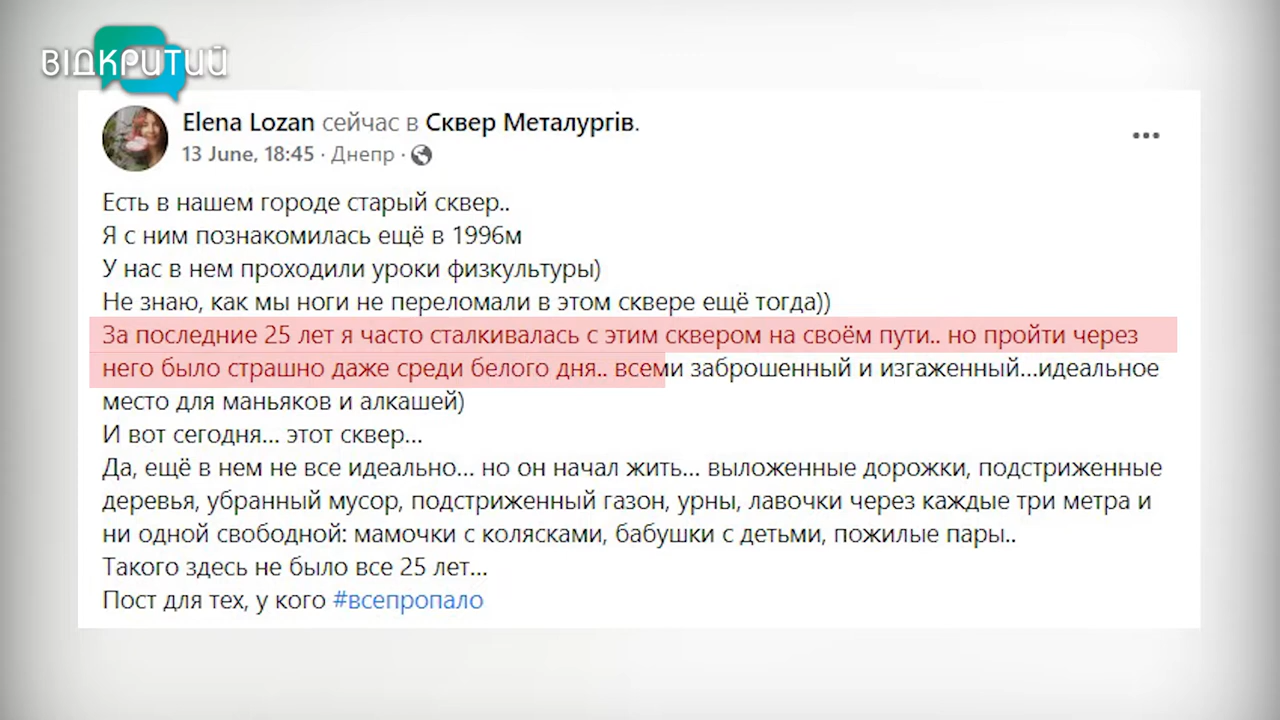 ВІДКРИТИЙ
Elena Lozan сейчас в Сквер Металургів.
13 June, 18:45 · Днепр ·
Есть в нашем городе старый сквер..
Я с ним познакомилась ещё в 1996м
У нас в нем проходили уроки физкультуры)
Не знаю, как мы ноги не переломали в этом сквере ещё тогда))
За последние 25 лет я часто сталкивалась с этим сквером на своём пути.. но пройти через
него было страшно даже среди белого дня.. всеми заброшенный и изгаженный...идеальное
место для маньяков и алкашей)
И вот сегодня... этот сквер...
Да, ещё в нем не все идеально... но он начал жить... выложенные дорожки, подстриженные
деревья, убранный мусор, подстриженный газон, урны, лавочки через каждые три метра и
ни одной свободной: мамочки с колясками, бабушки с детьми, пожилые пары..
Такого здесь не было все 25 лет...
Пост для тех, у кого #всепропало